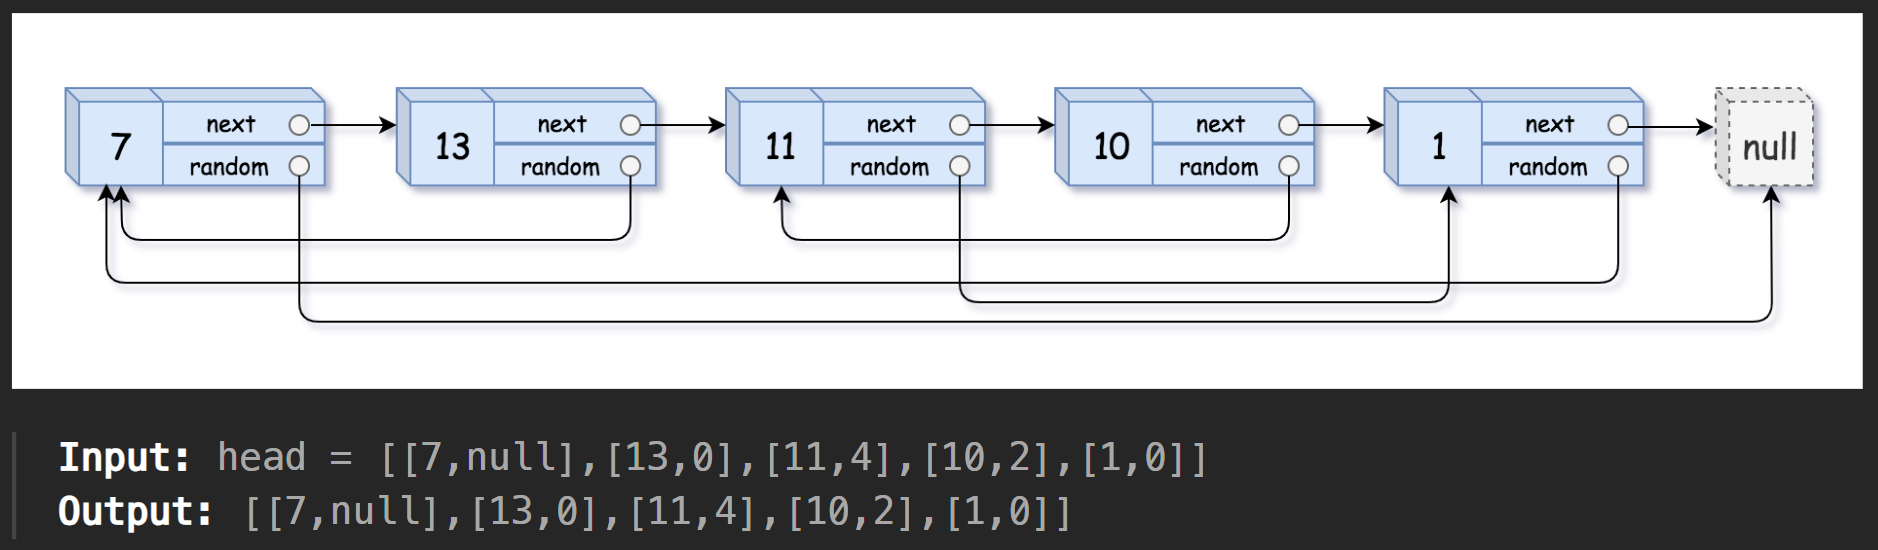 7 next random
13 next random
11 next random
10 next random
1 next random
null
Input: head = [[7,null],[13,0],[11,4],[10,2],[1,0]]
Output: [[7,null],[13,0],[11,4],[10,2],[1,0]]